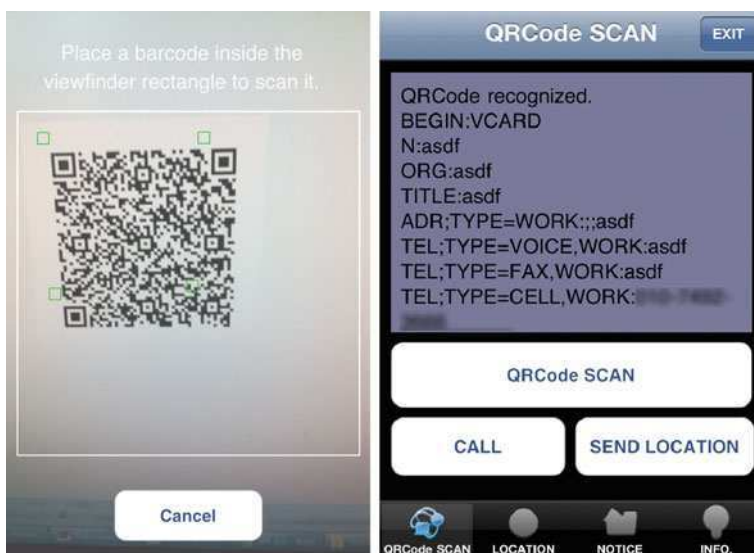 Place a barcode inside the
viewfinder rectangle to scan it.
Cancel
QRCode SCAN
EXIT
QRCode recognized.
BEGIN:VCARD
N:asdf
ORG:asdf
TITLE:asdf
ADR;TYPE=WORK:;;;asdf
TEL;TYPE=VOICE,WORK:asdf
TEL;TYPE=FAX,WORK:asdf
TEL;TYPE=CELL,WORK:
QRCode SCAN
CALL
SEND LOCATION
QRCode SCAN
LOCATION
NOTICE
INFO.